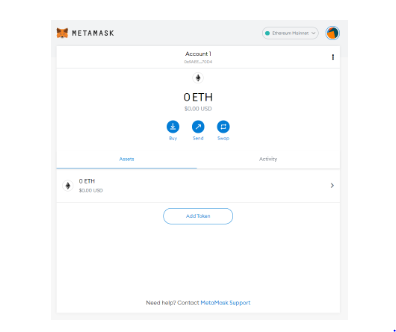 METAMASK
Ethereum Mainnet
Account 1
0 ETH
$0.00 USD
Buy
Send
Swap
Assets
Activity
0 ETH
$0.00 USD
Add Token
Need help? Contact MetaMask Support